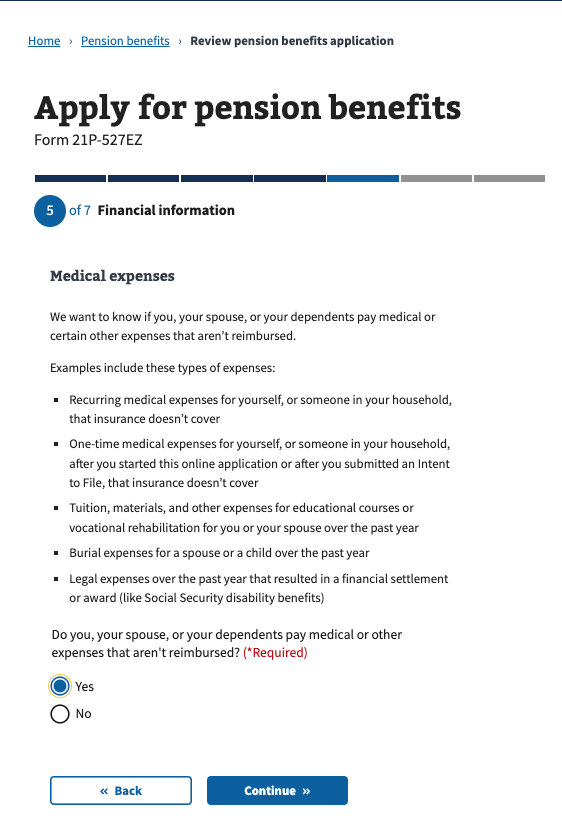 Home › Pension benefits › Review pension benefits application
Apply for pension benefits
Form 21P-527EZ
5 of 7 Financial information
Medical expenses
We want to know if you, your spouse, or your dependents pay medical or
certain other expenses that aren’t reimbursed.
Examples include these types of expenses:
▪ Recurring medical expenses for yourself, or someone in your household,
that insurance doesn’t cover
▪ One-time medical expenses for yourself, or someone in your household,
after you started this online application or after you submitted an Intent
to File, that insurance doesn’t cover
▪ Tuition, materials, and other expenses for educational courses or
vocational rehabilitation for you or your spouse over the past year
▪ Burial expenses for a spouse or a child over the past year
▪ Legal expenses over the past year that resulted in a financial settlement
or award (like Social Security disability benefits)
Do you, your spouse, or your dependents pay medical or other
expenses that aren't reimbursed? (*Required)
Yes
No
« Back
Continue »